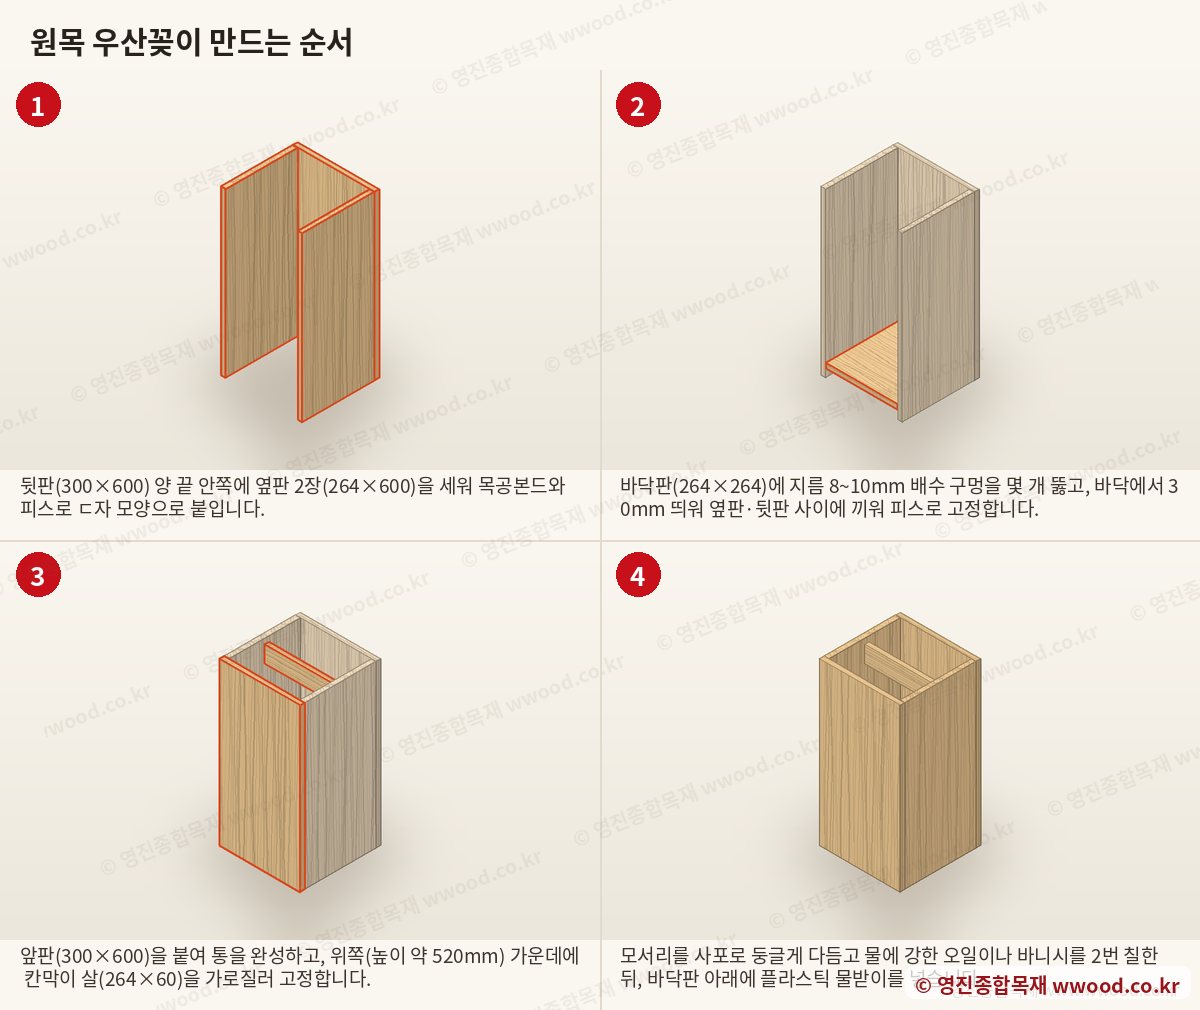 원목 우산꽂이 만드는 순서
1
뒷판(300×600) 양 끝 안쪽에 옆판 2장(264×600)을 세워 목공본드와
피스로 ㄷ자 모양으로 붙입니다.
2
바닥판(264×264)에 지름 8~10mm 배수 구멍을 몇 개 뚫고, 바닥에서 3
0mm 띄워 옆판·뒷판 사이에 끼워 피스로 고정합니다.
3
앞판(300×600)을 붙여 통을 완성하고, 위쪽(높이 약 520mm) 가운데에
칸막이 살(264×60)을 가로질러 고정합니다.
4
모서리를 사포로 둥글게 다듬고 물에 강한 오일이나 바니시를 2번 칠한
뒤, 바닥판 아래에 플라스틱 물받이를
© 영진종합목재 wwood.co.kr